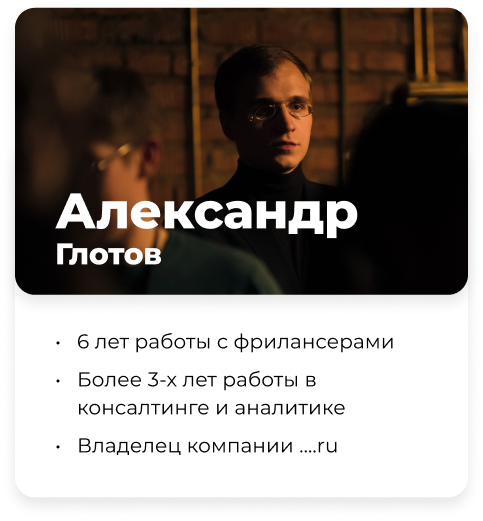 Александр
Глотов
• 6 лет работы с фрилансерами
• Более 3-х лет работы в
консалтинге и аналитике
• Владелец компании ....ru